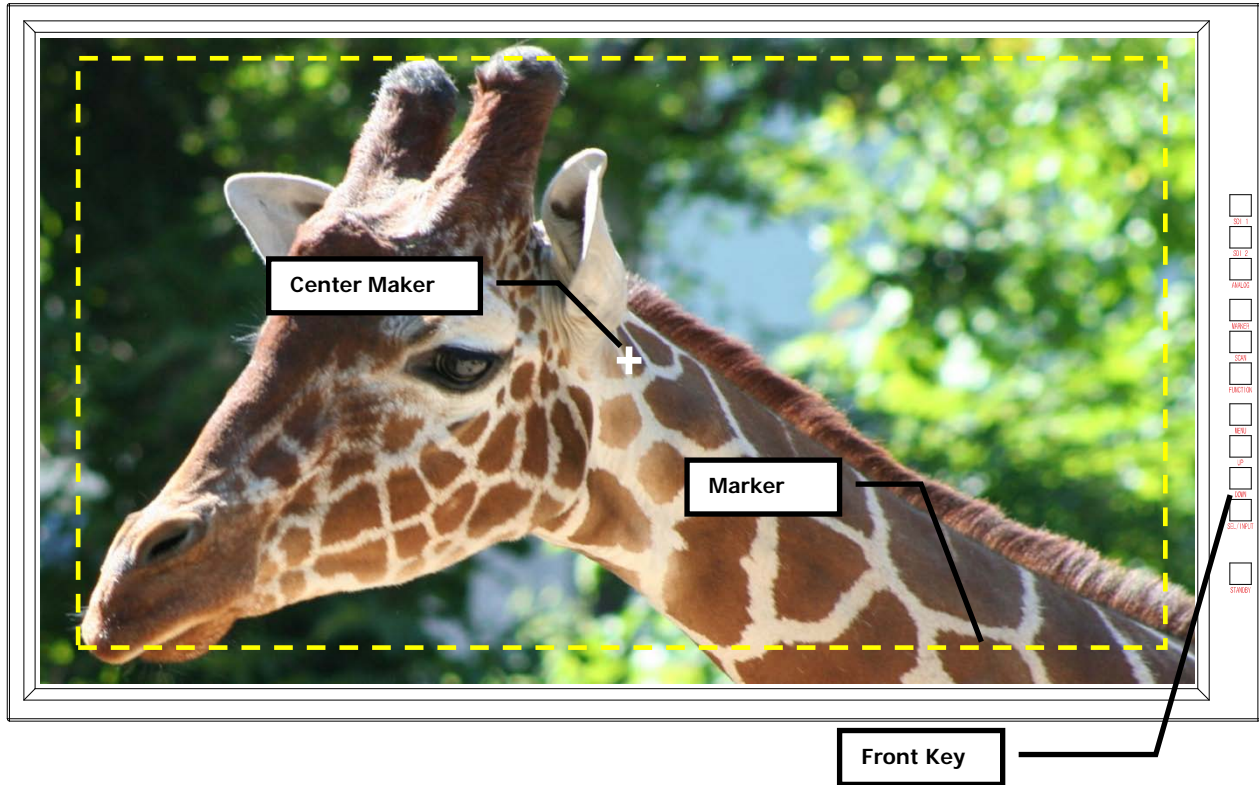 Center Maker
Marker
Front Key
SDI 1
SDI 2
ANALOG
MARKER
SCAN
FUNCTION
MENU
UP
DOWN
SEL/INPUT
STANDBY